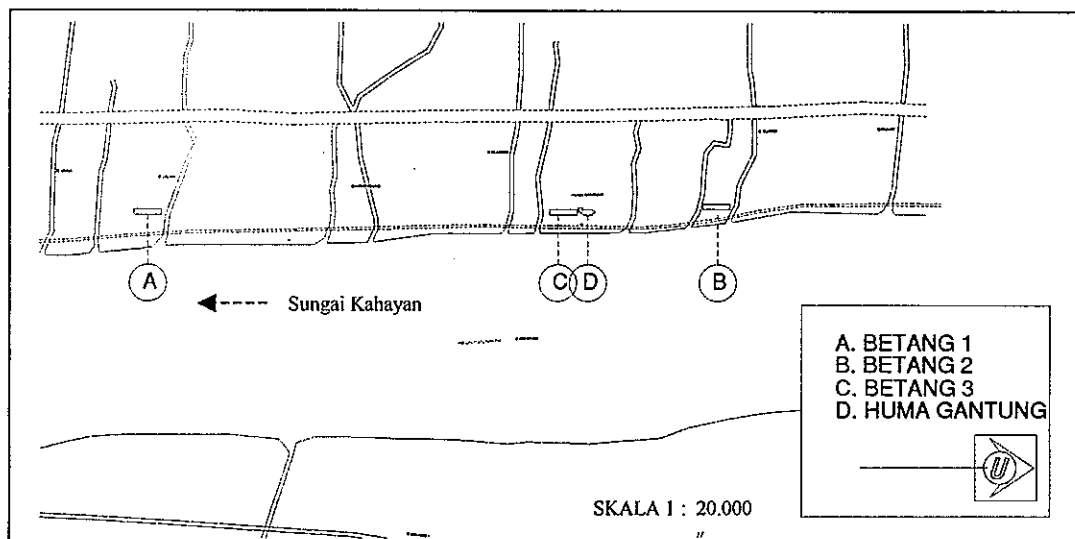 A
C
D
B
Sungai Kahayan
A. BETANG 1
B. BETANG 2
C. BETANG 3
D. HUMA GANTUNG
U
SKALA 1 : 20.000